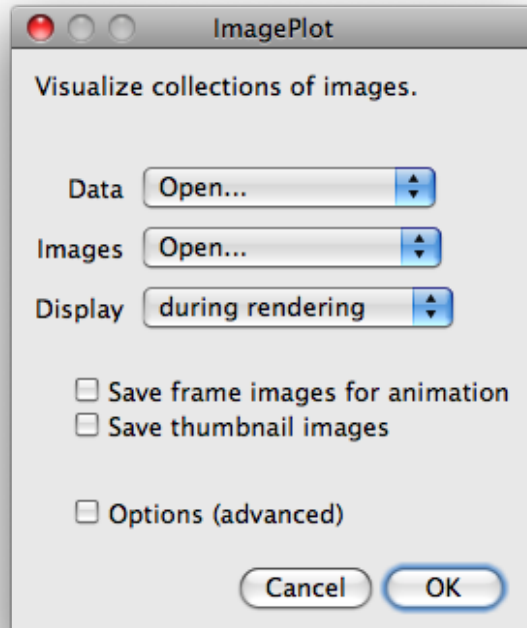 ImagePlot
Visualize collections of images.
Data Open...
Images Open...
Display during rendering
Save frame images for animation
Save thumbnail images
Options (advanced)
Cancel OK